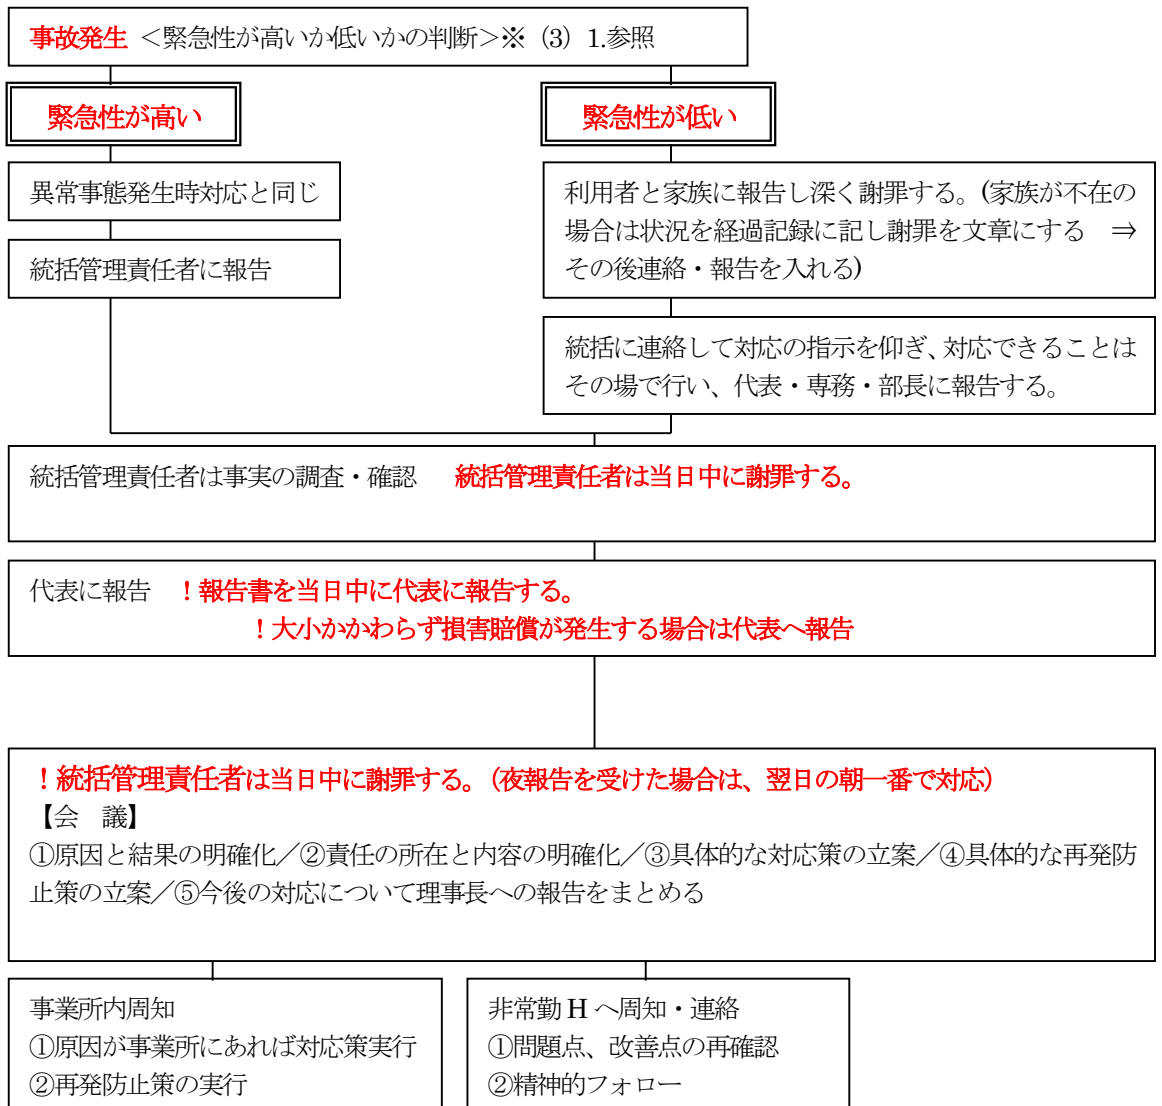 事故発生 ＜緊急性が高いか低いかの判断＞※（3）1.参照
緊急性が高い
緊急性が低い
異常事態発生時対応と同じ
統括管理責任者に報告
利用者と家族に報告し深く謝罪する。(家族が不在の
場合は状況を経過記録に記し謝罪を文章にする　⇒
その後連絡・報告を入れる)
統括に連絡して対応の指示を仰ぎ、対応できることは
その場で行い、代表・専務・部長に報告する。
統括管理責任者は事実の調査・確認　統括管理責任者は当日中に謝罪する。
代表に報告　！報告書を当日中に代表に報告する。
！大小かかわらず損害賠償が発生する場合は代表へ報告
！統括管理責任者は当日中に謝罪する。（夜報告を受けた場合は、翌日の朝一番で対応）
【会　議】
①原因と結果の明確化／②責任の所在と内容の明確化／③具体的な対応策の立案／④具体的な再発防
止策の立案／⑤今後の対応について理事長への報告をまとめる
事業所内周知
①原因が事業所にあれば対応策実行
②再発防止策の実行
非常勤 H へ周知・連絡
①問題点、改善点の再確認
②精神的フォロー